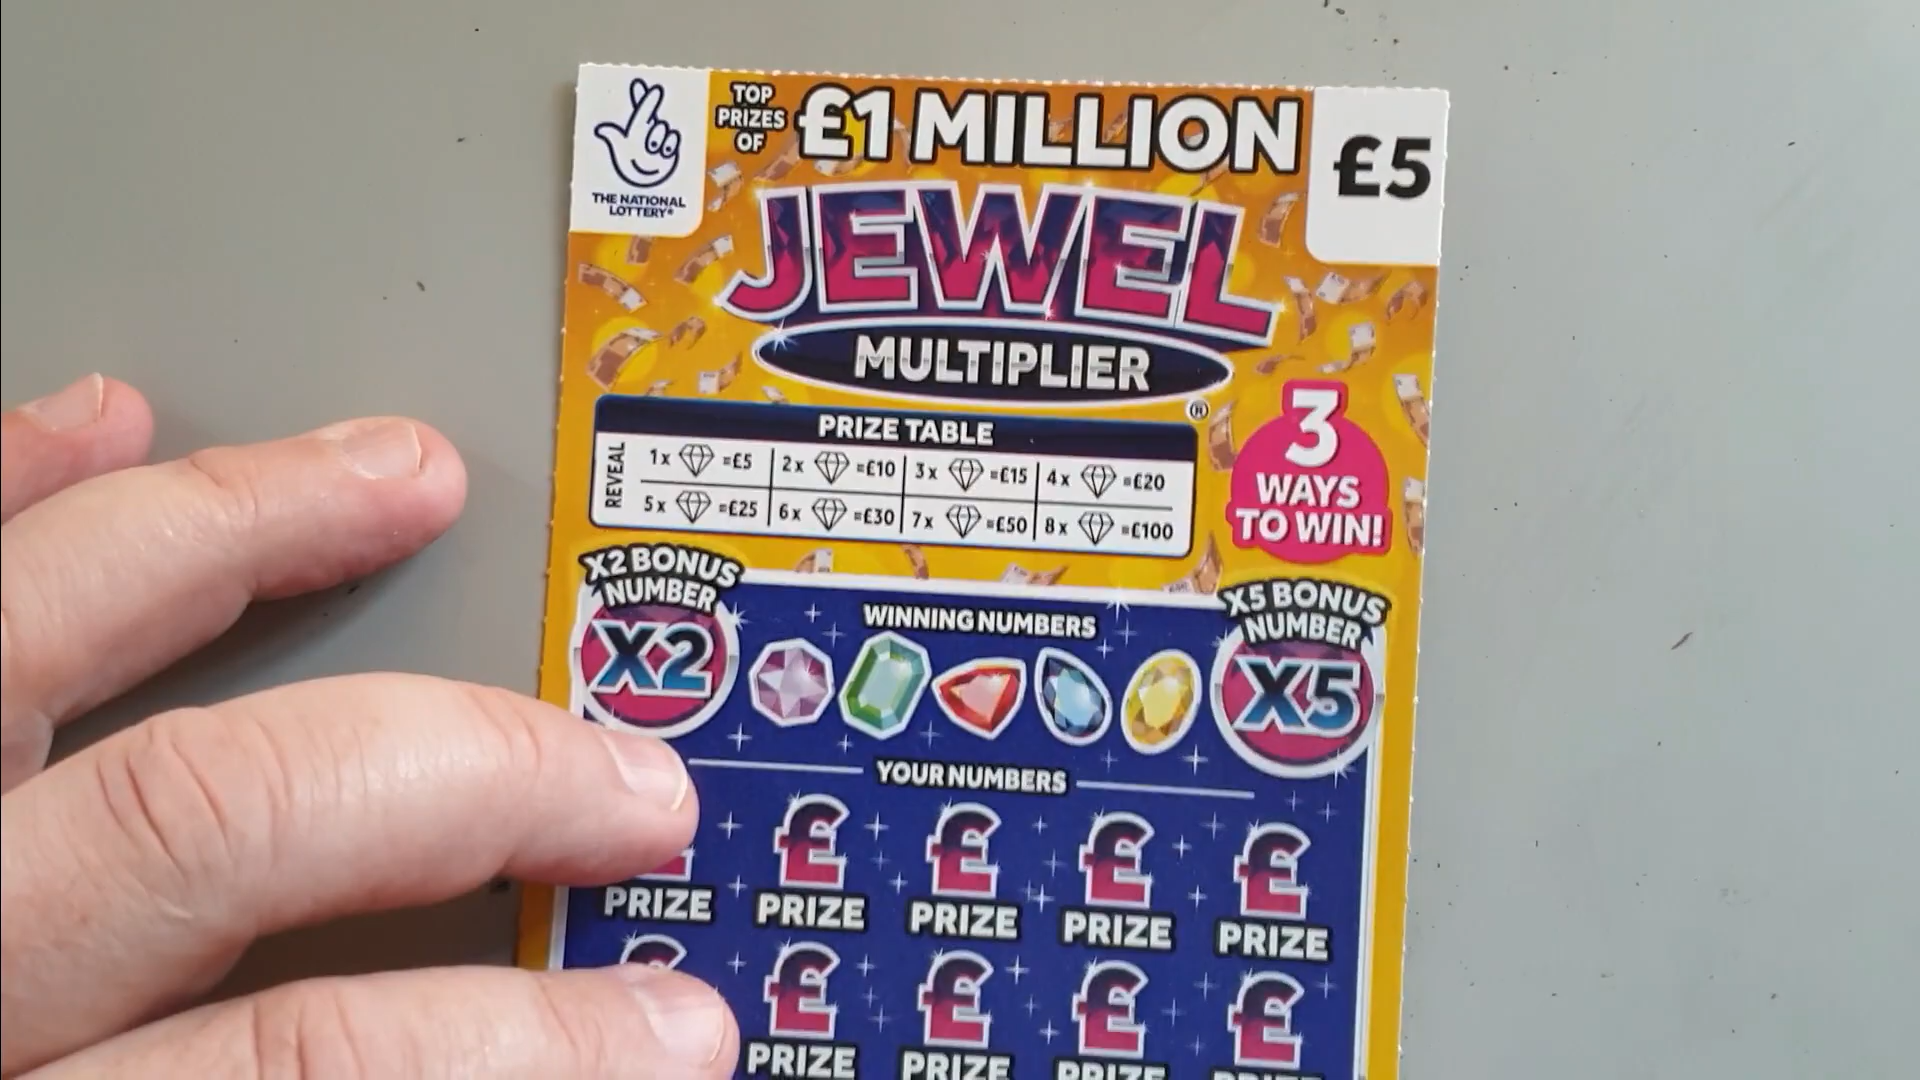 THE NATIONAL
LOTTERY®
TOP
PRIZES
OF
£1 MILLION
£5
JEWEL
MULTIPLIER
®
PRIZE TABLE
REVEAL
1x =£5 2x =£10 3x =£15 4x =£20
5x =£25 6x =£30 7x =£50 8x =£100
3
WAYS
TO WIN!
X2 BONUS
NUMBER
X2
WINNING NUMBERS
X5 BONUS
NUMBER
X5
YOUR NUMBERS
£ £ £ £ £
PRIZE PRIZE PRIZE PRIZE PRIZE
£ £ £ £ £
PRIZE PRIZE PRIZE PRIZE